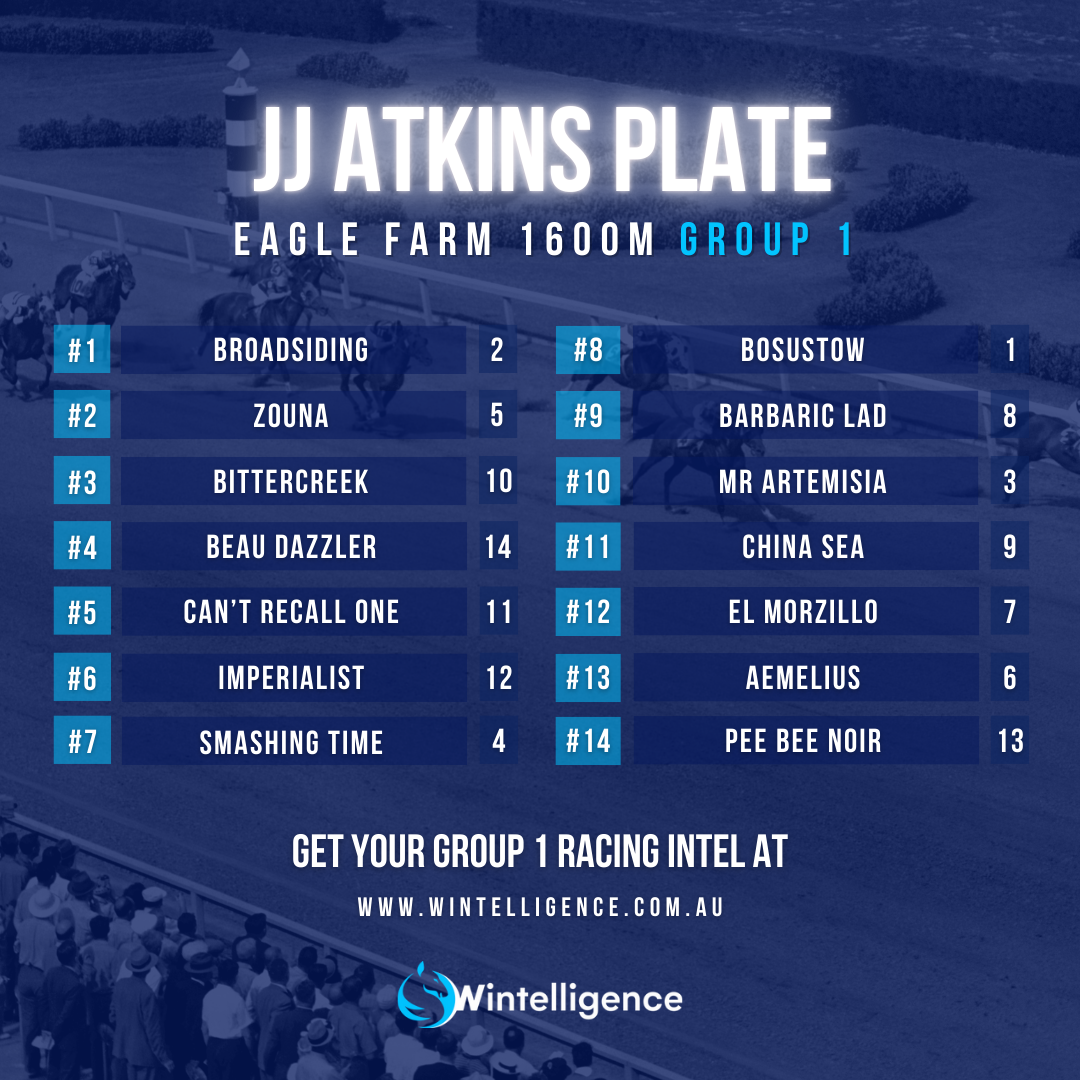 JJ ATKINS PLATE
EAGLE FARM 1600M GROUP 1
#1 BROADSIDING 2
#2 ZOUNA 5
#3 BITTERCREEK 10
#4 BEAU DAZZLER 14
#5 CAN'T RECALL ONE 11
#6 IMPERIALIST 12
#7 SMASHING TIME 4
#8 BOSUSTOW 1
#9 BARBARIC LAD 8
#10 MR ARTEMISIA 3
#11 CHINA SEA 9
#12 EL MORZILLO 7
#13 AEMELIUS 6
#14 PEE BEE NOIR 13
GET YOUR GROUP 1 RACING INTEL AT
WWW.WINTELLIGENCE.COM.AU
Wintelligence